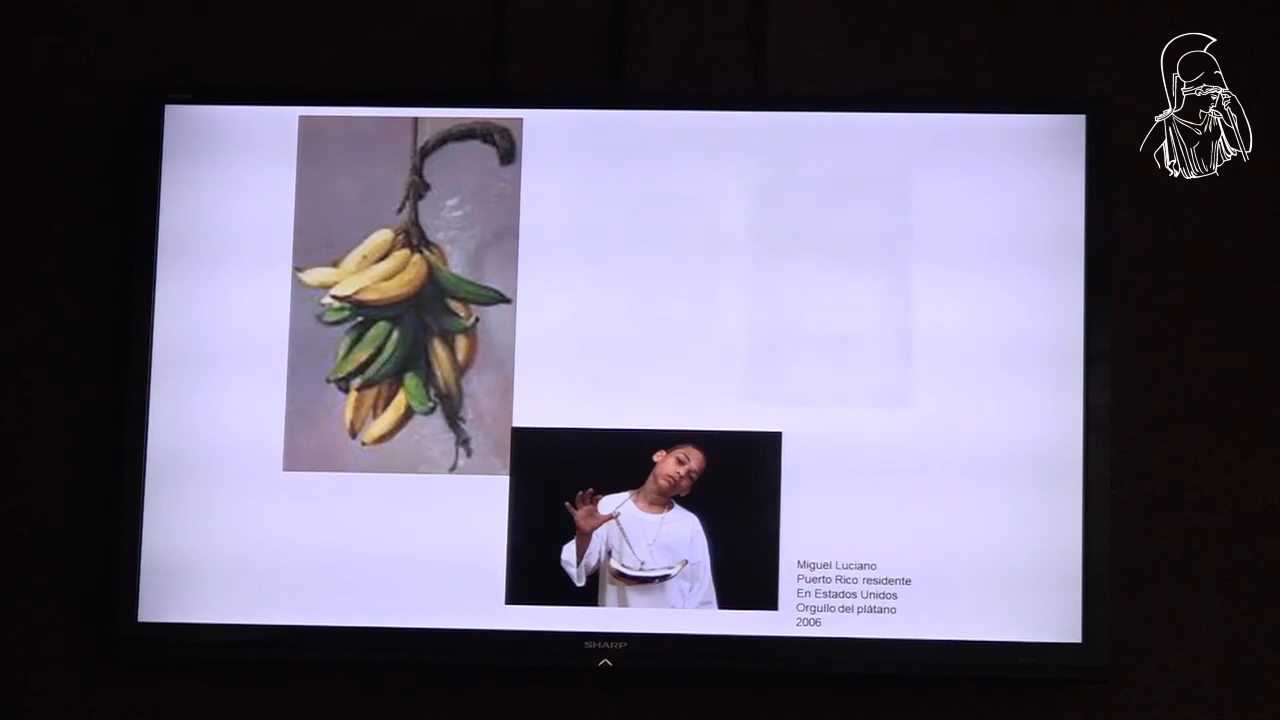 Miguel Luciano
Puerto Rico residente
En Estados Unidos
Orgullo del plátano
2006
SHARP